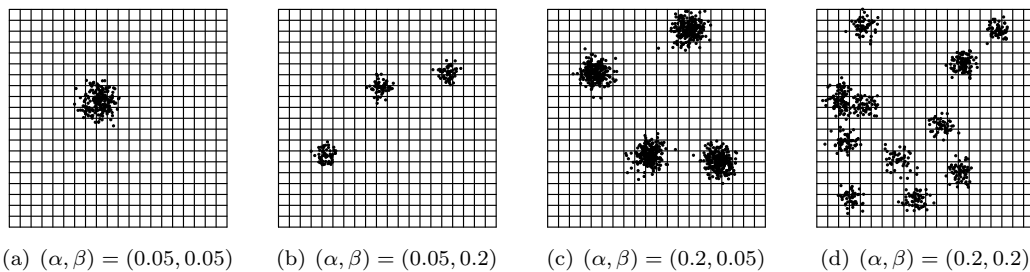 (a) (α, β) = (0.05, 0.05)
(b) (α, β) = (0.05, 0.2)
(c) (α, β) = (0.2, 0.05)
(d) (α, β) = (0.2, 0.2)